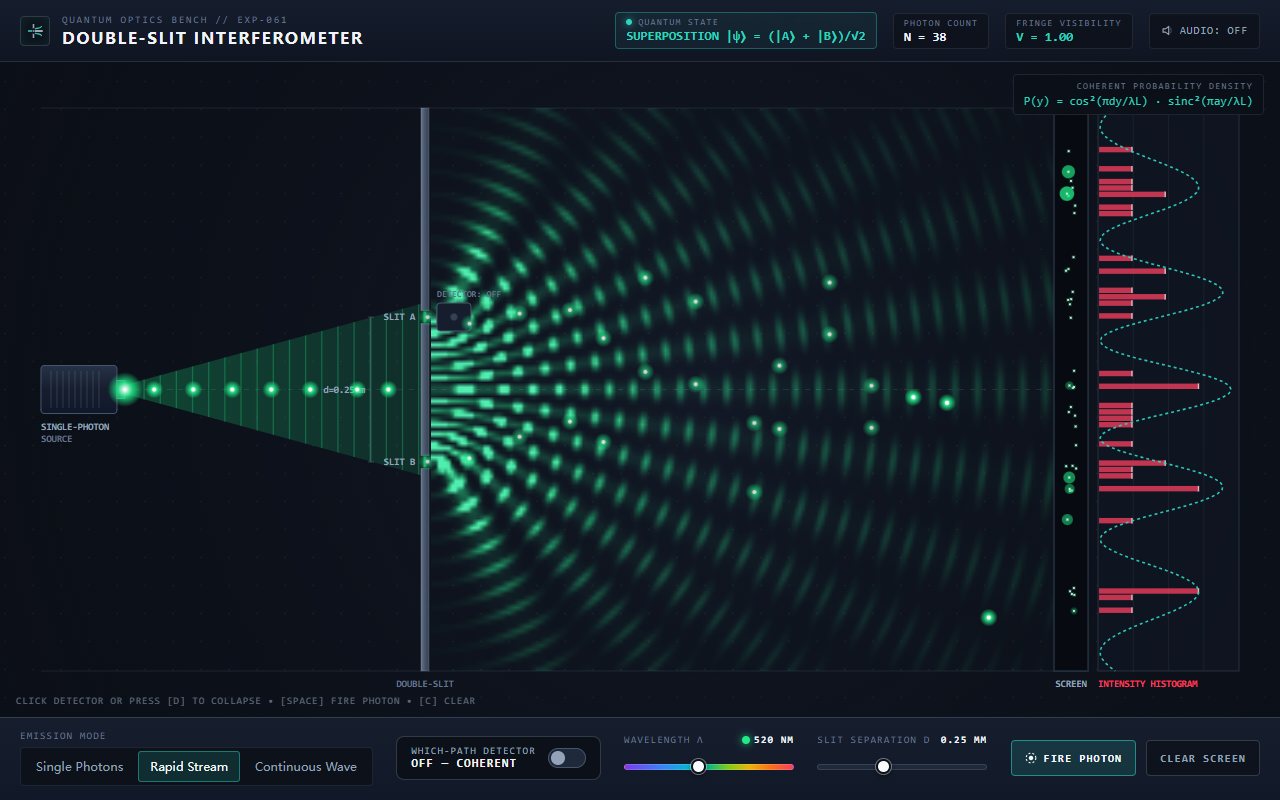 QUANTUM OPTICS BENCH // EXP-061
DOUBLE-SLIT INTERFEROMETER
QUANTUM STATE
SUPERPOSITION |ψ⟩ = (|A⟩ + |B⟩)/√2
PHOTON COUNT
N = 38
FRINGE VISIBILITY
V = 1.00
AUDIO: OFF
COHERENT PROBABILITY DENSITY
P(y) = cos²(πdy/λL) · sinc²(πay/λL)
DETECTOR: OFF
SLIT A
d=0.25mm
SINGLE-PHOTON
SOURCE
SLIT B
DOUBLE-SLIT
SCREEN
INTENSITY HISTOGRAM
CLICK DETECTOR OR PRESS [D] TO COLLAPSE • [SPACE] FIRE PHOTON • [C] CLEAR
EMISSION MODE
Single Photons
Rapid Stream
Continuous Wave
WHICH-PATH DETECTOR
OFF — COHERENT
WAVELENGTH Λ
520 NM
SLIT SEPARATION D
0.25 MM
FIRE PHOTON
CLEAR SCREEN